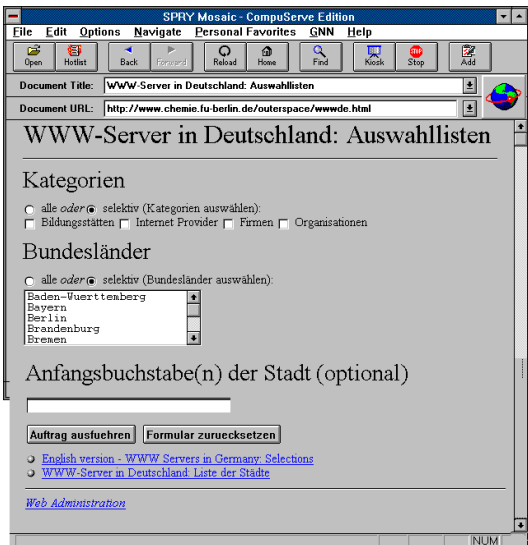 SPRY Mosaic - CompuServe Edition
File Edit Options Navigate Personal Favorites GNN Help
Open Hotlist Back Forward Reload Home Find Kiosk Stop Add
Document Title: WWW-Server in Deutschland: Auswahllisten
Document URL: http://www.chemie.fu-berlin.de/outerspace/wwwde.html
WWW-Server in Deutschland: Auswahllisten
Kategorien
alle oder selektiv (Kategorien auswählen):
Bildungsstätten Internet Provider Firmen Organisationen
Bundesländer
alle oder selektiv (Bundesländer auswählen):
Baden-Wuerttemberg
Bayern
Berlin
Brandenburg
Bremen
Anfangsbuchstabe(n) der Stadt (optional)
Auftrag ausfuehren Formular zuruecksetzen
English version - WWW Servers in Germany: Selections
WWW-Server in Deutschland: Liste der Städte
Web Administration
NUM